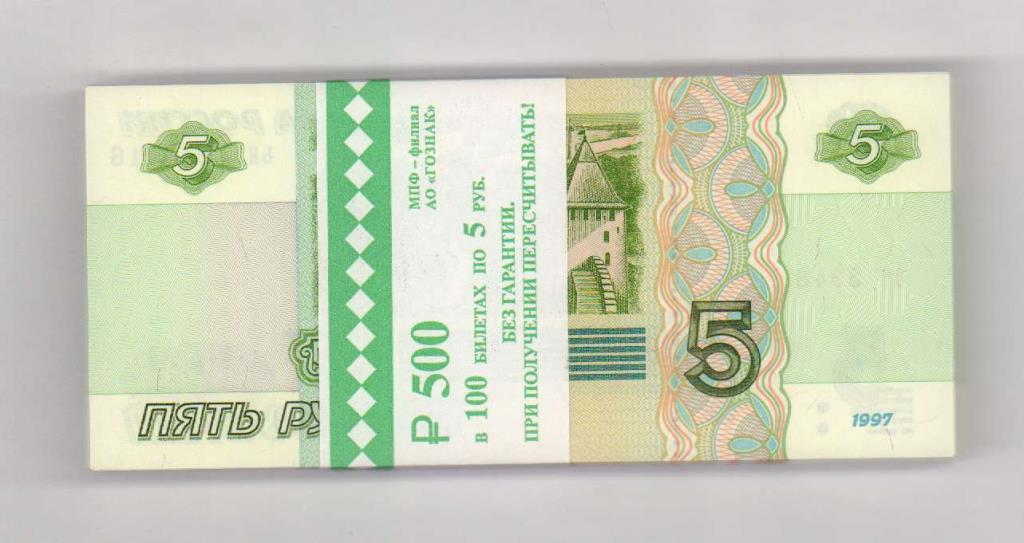 5
5
ПЯТЬ РУ
5
1997
МПФ – филиал
АО «ГОЗНАК»
₽ 500
в 100 БИЛЕТАХ ПО 5 РУБ.
БЕЗ ГАРАНТИИ.
ПРИ ПОЛУЧЕНИИ ПЕРЕСЧИТЫВАТЬ!